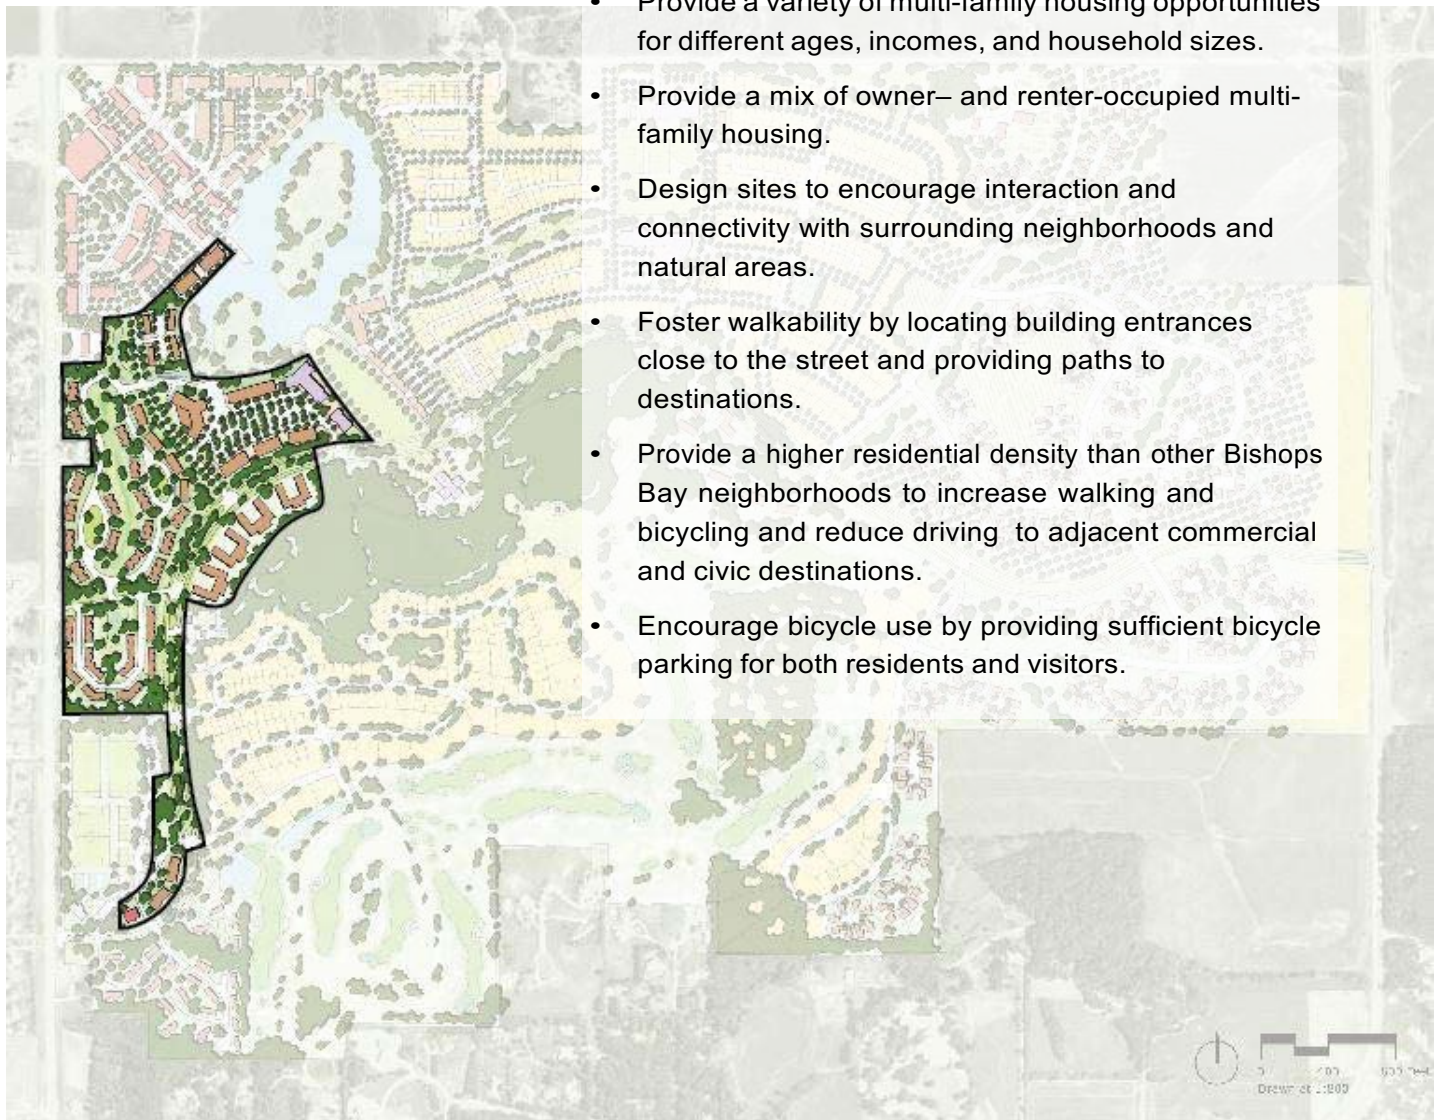 • Provide a variety of multi-family housing opportunities
for different ages, incomes, and household sizes.
• Provide a mix of owner– and renter-occupied multi-
family housing.
• Design sites to encourage interaction and
connectivity with surrounding neighborhoods and
natural areas.
• Foster walkability by locating building entrances
close to the street and providing paths to
destinations.
• Provide a higher residential density than other Bishops
Bay neighborhoods to increase walking and
bicycling and reduce driving to adjacent commercial
and civic destinations.
• Encourage bicycle use by providing sufficient bicycle
parking for both residents and visitors.
0
Drawn at